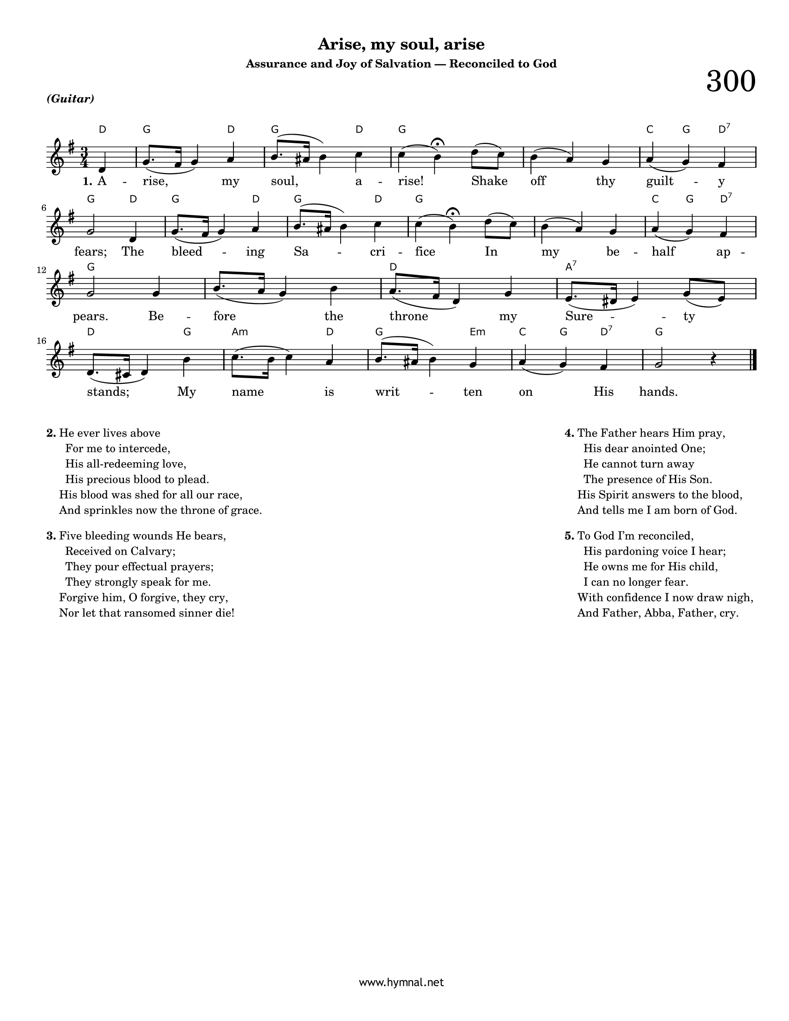 Arise, my soul, arise
Assurance and Joy of Salvation — Reconciled to God
300
(Guitar)
D G D G D G C G D7
1. A - rise, my soul, a - rise! Shake off thy guilt - y
6
G D G D G D G C G D7
fears; The bleed - ing Sa - cri - fice In my be - half ap -
12
G D A7
pears. Be - fore the throne my Sure - ty
16
D G Am D G Em C G D7 G
stands; My name is writ - ten on His hands.
2. He ever lives above
For me to intercede,
His all-redeeming love,
His precious blood to plead.
His blood was shed for all our race,
And sprinkles now the throne of grace.
3. Five bleeding wounds He bears,
Received on Calvary;
They pour effectual prayers;
They strongly speak for me.
Forgive him, O forgive, they cry,
Nor let that ransomed sinner die!
4. The Father hears Him pray,
His dear anointed One;
He cannot turn away
The presence of His Son.
His Spirit answers to the blood,
And tells me I am born of God.
5. To God I'm reconciled,
His pardoning voice I hear;
He owns me for His child,
I can no longer fear.
With confidence I now draw nigh,
And Father, Abba, Father, cry.
www.hymnal.net